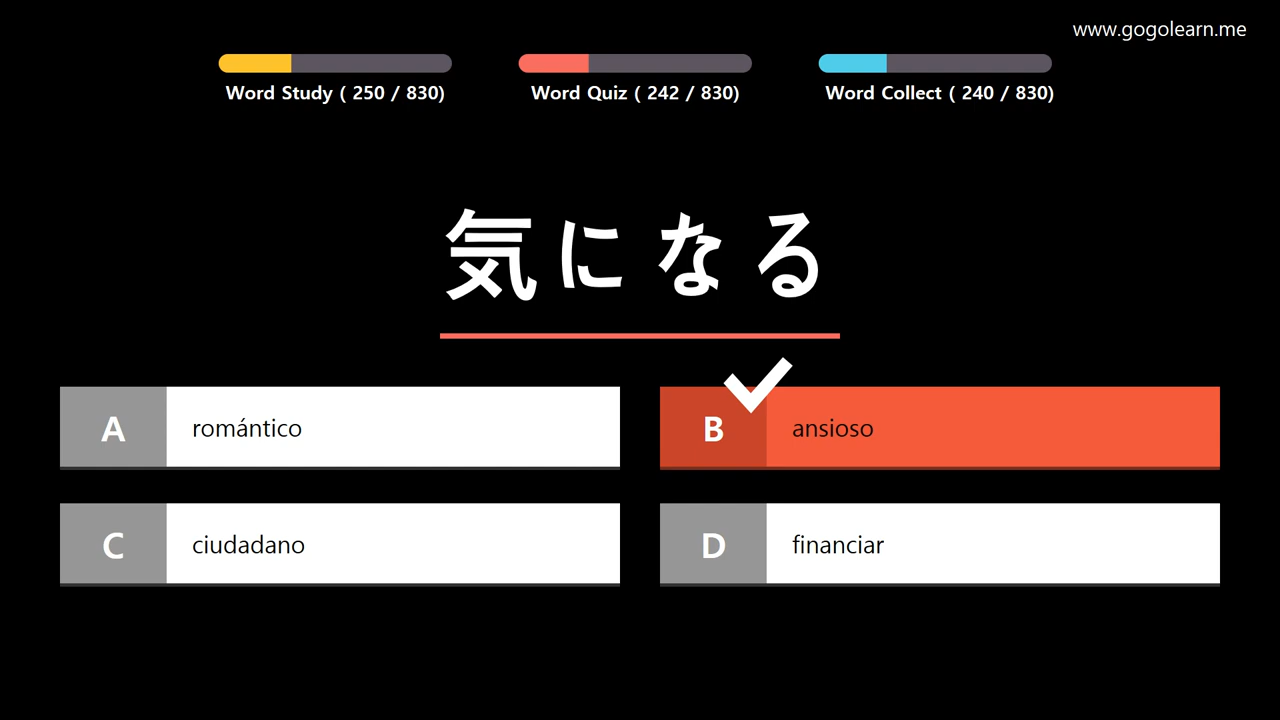 www.gogolearn.me
Word Study ( 250 / 830)
Word Quiz ( 242 / 830)
Word Collect ( 240 / 830)
気になる
A romántico
B ansioso
C ciudadano
D financiar